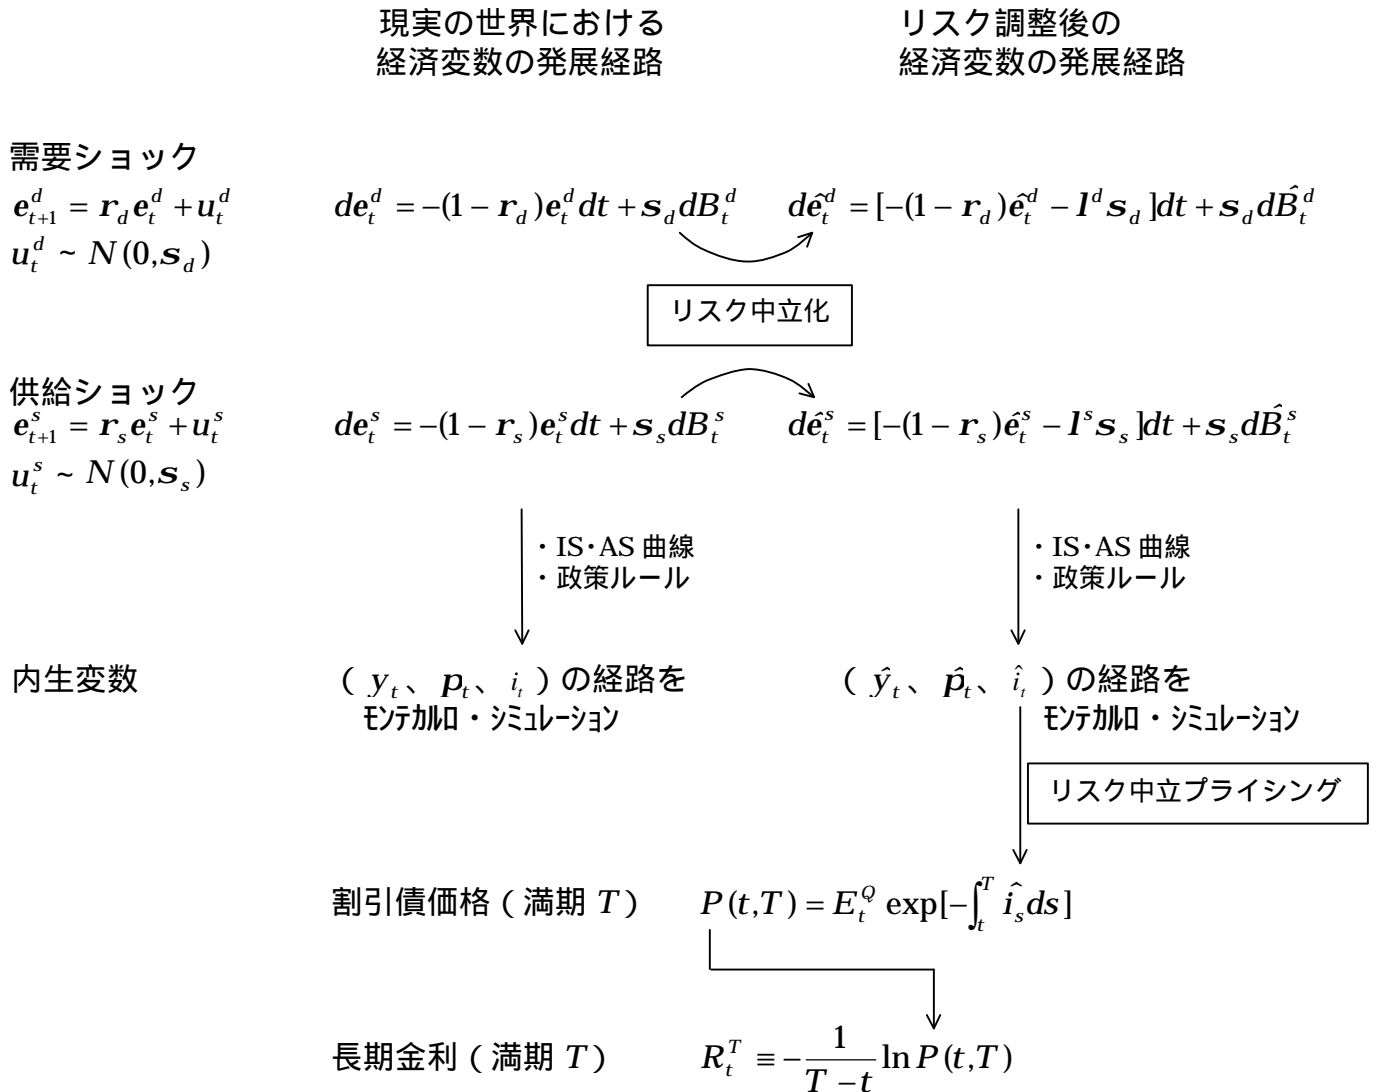 現実の世界における
経済変数の発展経路
リスク調整後の
経済変数の発展経路
需要ショック
e^d_{t+1} = r_d e^d_t + u^d_t
u^d_t ~ N(0,s_d)
de^d_t = -(1 - r_d)e^d_t dt + s_d dB^d_t
dê^d_t = [-(1 - r_d)ê^d_t - l^d s_d]dt + s_d dB̂^d_t
リスク中立化
供給ショック
e^s_{t+1} = r_s e^s_t + u^s_t
u^s_t ~ N(0,s_s)
de^s_t = -(1 - r_s)e^s_t dt + s_s dB^s_t
dê^s_t = [-(1 - r_s)ê^s_t - l^s s_s]dt + s_s dB̂^s_t
・IS・AS 曲線
・政策ルール
・IS・AS 曲線
・政策ルール
内生変数
( y_t 、 p_t 、 i_t ) の経路を
モンテカルロ・シミュレーション
( ŷ_t 、 p̂_t 、 î_t ) の経路を
モンテカルロ・シミュレーション
リスク中立プライシング
割引債価格 ( 満期 T )
P(t,T) = E^Q_t exp[-∫_t^T î_s ds]
長期金利 ( 満期 T )
R^T_t ≡ -\frac{1}{T - t} ln P(t,T)